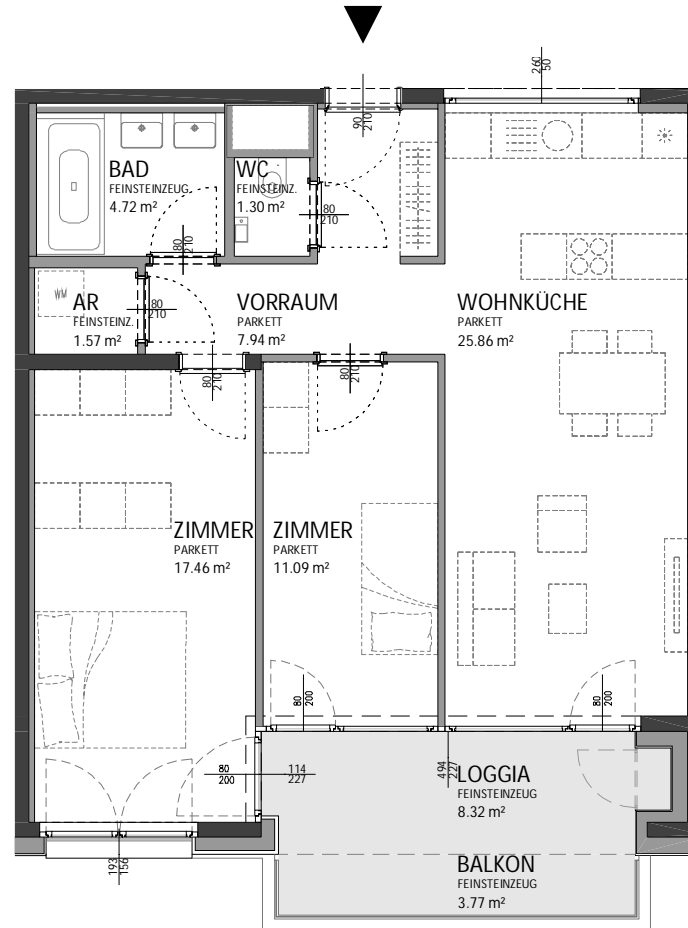 260
50
90
210
BAD
FEINSTEINZEUG
4.72 m²
WC
FEINSTEINZ.
1.30 m²
80
210
80
210
AR
FEINSTEINZ.
1.57 m²
80
210
VORRAUM
PARKETT
7.94 m²
WOHNKÜCHE
PARKETT
25.86 m²
80
210
80
210
ZIMMER
PARKETT
17.46 m²
ZIMMER
PARKETT
11.09 m²
80
200
80
200
80
200
114
227
494
227
LOGGIA
FEINSTEINZEUG
8.32 m²
193
156
BALKON
FEINSTEINZEUG
3.77 m²